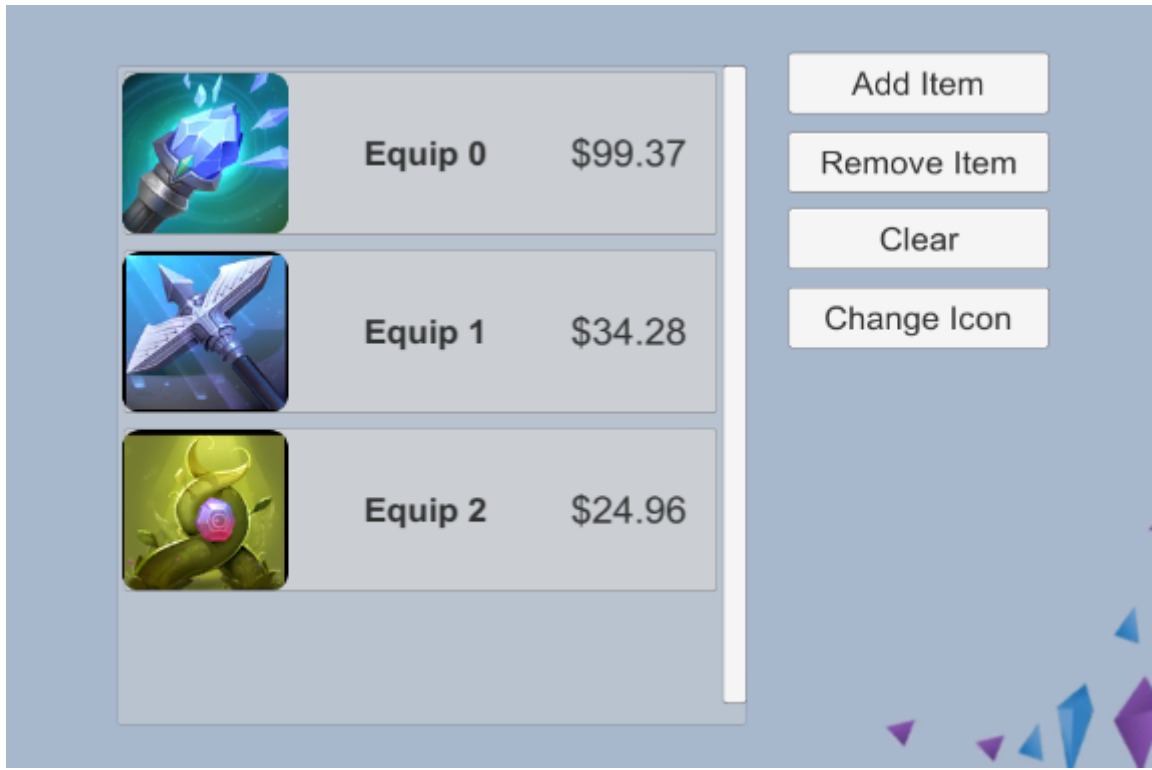 Equip 0 $99.37
Equip 1 $34.28
Equip 2 $24.96
Add Item
Remove Item
Clear
Change Icon